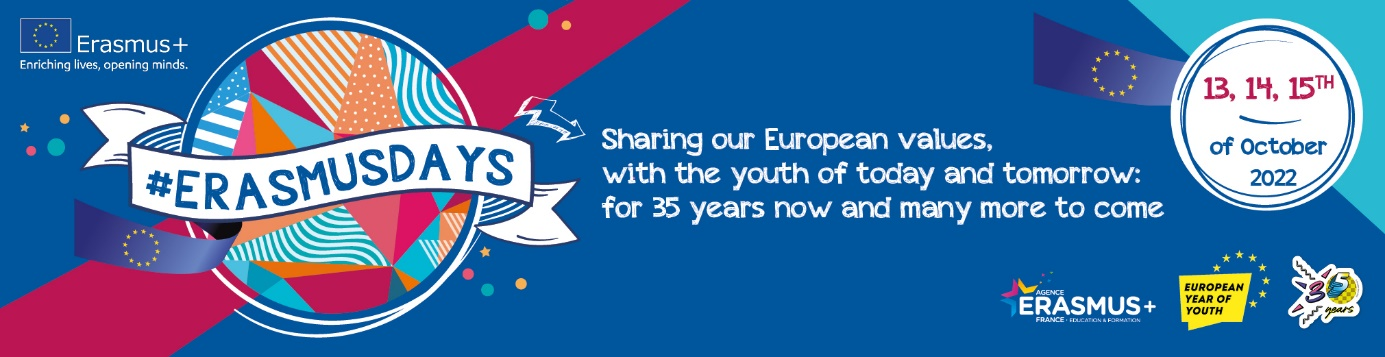 Erasmus+
Enriching lives, opening minds.
#ERASMUSDAYS
Sharing our European values,
with the youth of today and tomorrow:
for 35 years now and many more to come
13, 14, 15TH
of October
2022
AGENCE
ERASMUS+
FRANCE • EDUCATION & FORMATION
EUROPEAN
YEAR OF
YOUTH
35
years